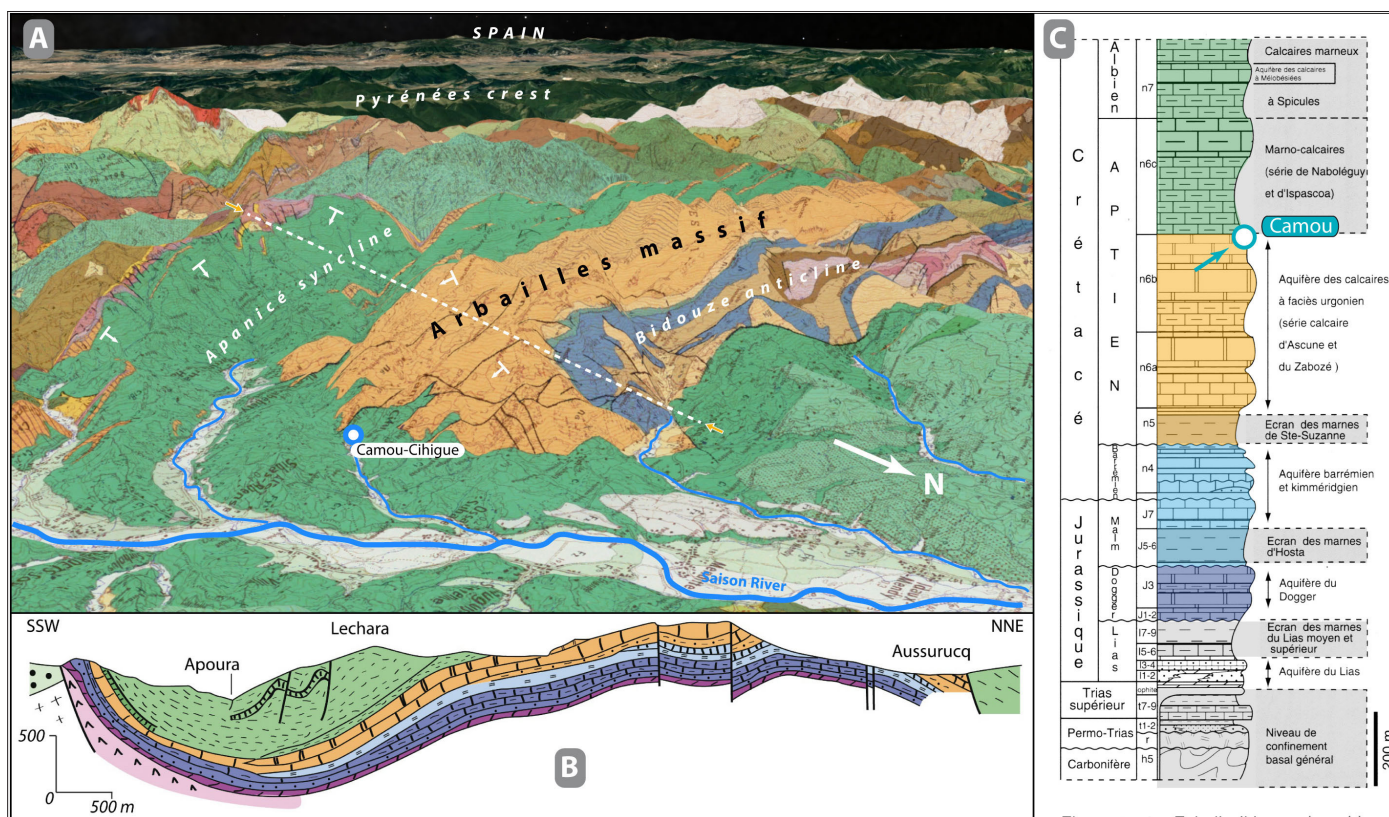 A
SPAIN
Pyrénées crest
Apanicé syncline
Arbailles massif
Bidouze anticline
Camou-Cihigue
N
Saison River
SSW
Lechara
NNE
Apoura
Aussurucq
500
0
500 m
B
C
Crétacé
Jurassique
Trias
supérieur
Permo-Trias
Carbonifère
Albien
APTIEN
Barrémien
Malm
Dogger
Lias
n7
n6c
n6b
n6a
n5
n4
J7
J5-6
J3
J1-2
l7-9
l5-6
l3-4
l1-2
ophite
t7-9
t1-2
r
h5
Calcaires marneux
Aquifère des calcaires
à Mélobésiées
à Spicules
Marno-calcaires
(série de Naboléguy
et d'Ispascoa)
Camou
Aquifère des calcaires
à faciès urgonien
(série calcaire
d'Ascune et
du Zabozé )
Ecran des marnes
de Ste-Suzanne
Aquifère barrémien
et kimméridgien
Ecran des marnes
d'Hosta
Aquifère du
Dogger
Ecran des marnes
du Lias moyen et
supérieur
Aquifère du Lias
Niveau de
confinement
basal général
200 m